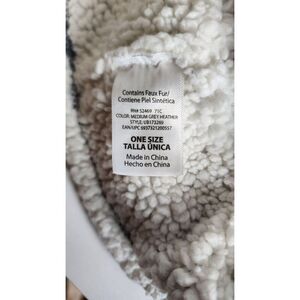 Contains Faux Fur/
Contiene Piel Sintética
COLOR: MEDIUM GREY HEATHER
ONE SIZE
TALLA ÚNICA
Made in China
Hecho en China